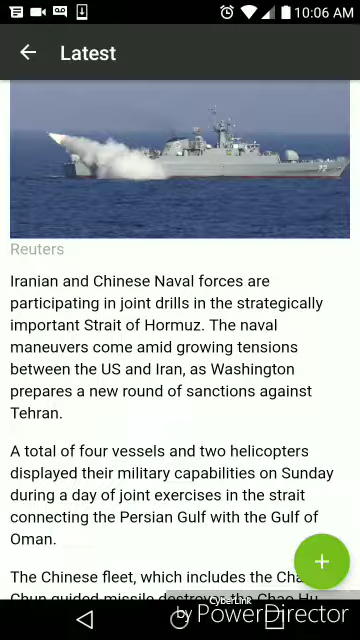 10:06 AM
Latest
Reuters
Iranian and Chinese Naval forces are
participating in joint drills in the strategically
important Strait of Hormuz. The naval
maneuvers come amid growing tensions
between the US and Iran, as Washington
prepares a new round of sanctions against
Tehran.
A total of four vessels and two helicopters
displayed their military capabilities on Sunday
during a day of joint exercises in the strait
connecting the Persian Gulf with the Gulf of
Oman.
The Chinese fleet, which includes the
guided missile
CyberLink
by PowerDirector